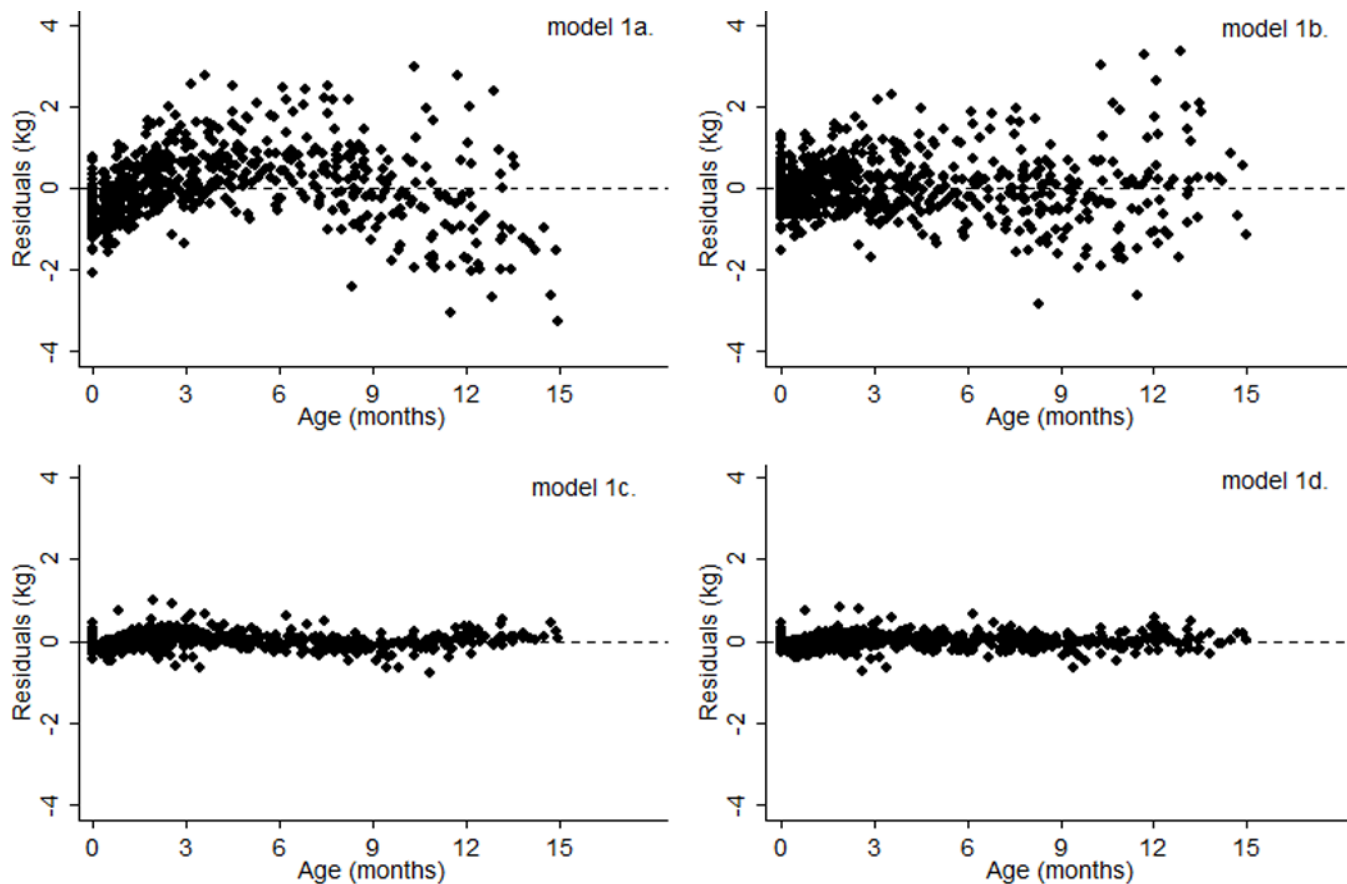 model 1a.
Residuals (kg)
4
2
0
-2
-4
0 3 6 9 12 15
Age (months)
model 1b.
Residuals (kg)
4
2
0
-2
-4
0 3 6 9 12 15
Age (months)
model 1c.
Residuals (kg)
4
2
0
-2
-4
0 3 6 9 12 15
Age (months)
model 1d.
Residuals (kg)
4
2
0
-2
-4
0 3 6 9 12 15
Age (months)